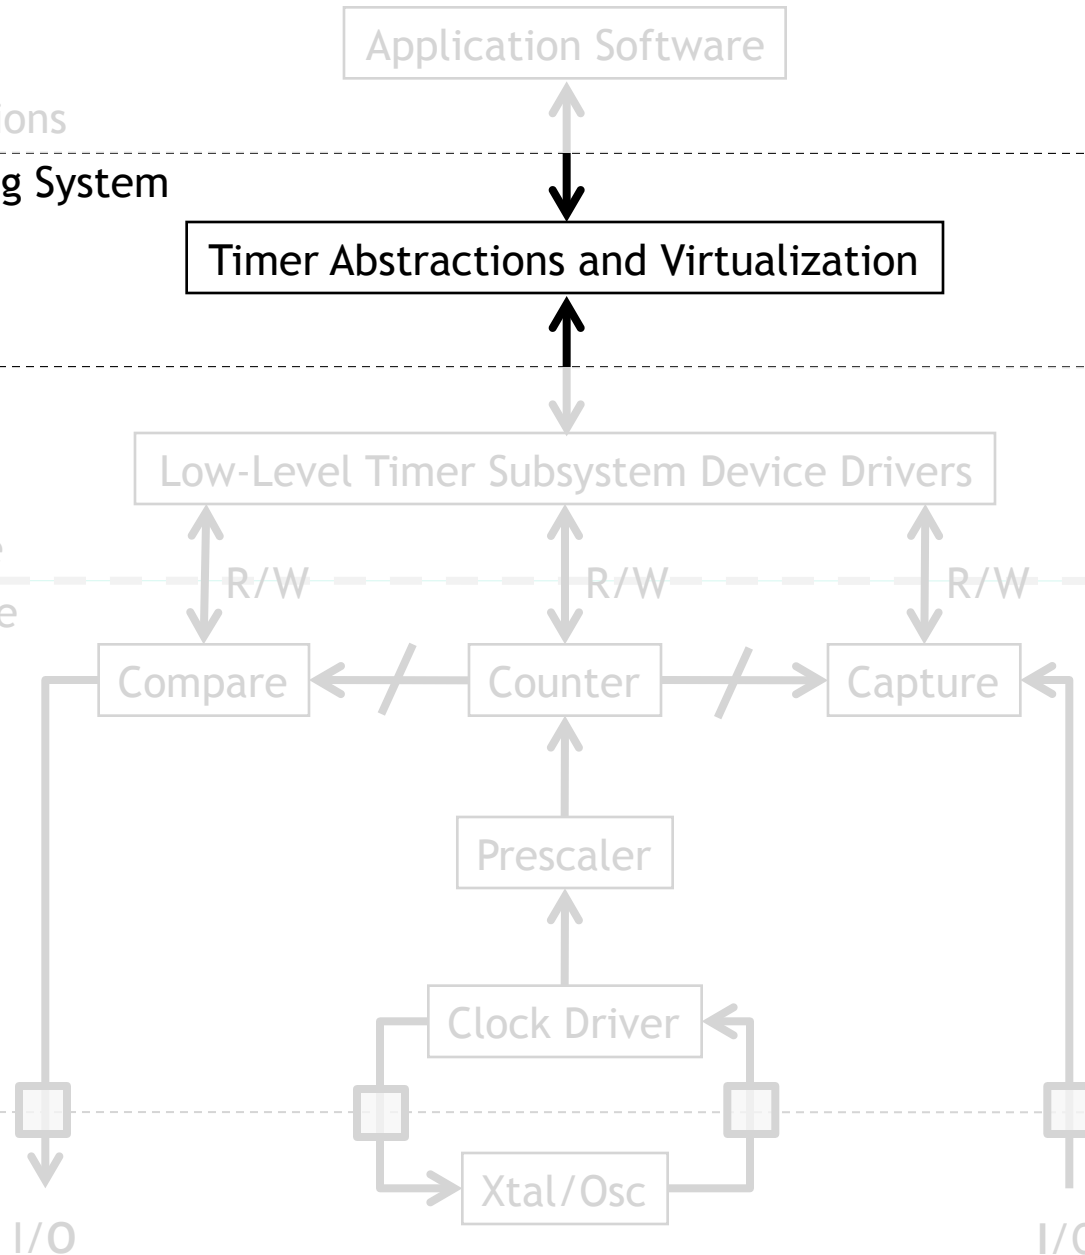 Application Software
ions
g System
Timer Abstractions and Virtualization
Low-Level Timer Subsystem Device Drivers
R/W R/W R/W
e
Compare Counter Capture
Prescaler
Clock Driver
Xtal/Osc
I/O I/O